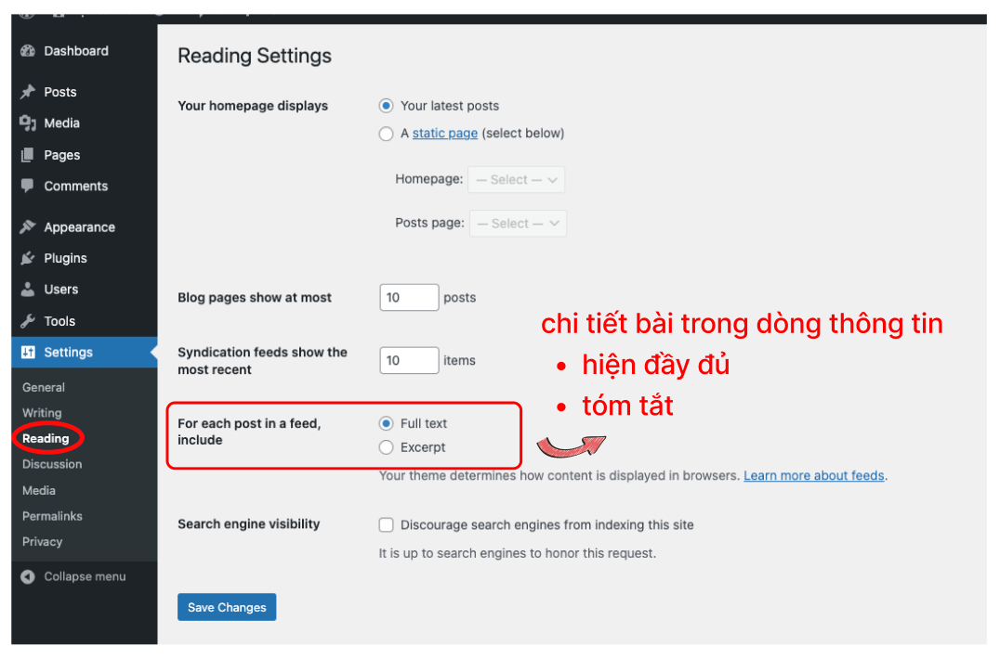 Dashboard
Posts
Media
Pages
Comments
Appearance
Plugins
Users
Tools
Settings
General
Writing
Reading
Discussion
Media
Permalinks
Privacy
Collapse menu
Reading Settings
Your homepage displays
Your latest posts
A static page (select below)
Homepage: — Select —
Posts page: — Select —
Blog pages show at most
10 posts
Syndication feeds show the
most recent
10 items
For each post in a feed,
include
Full text
Excerpt
chi tiết bài trong dòng thông tin
• hiện đầy đủ
• tóm tắt
Your theme determines how content is displayed in browsers. Learn more about feeds.
Search engine visibility
Discourage search engines from indexing this site
It is up to search engines to honor this request.
Save Changes